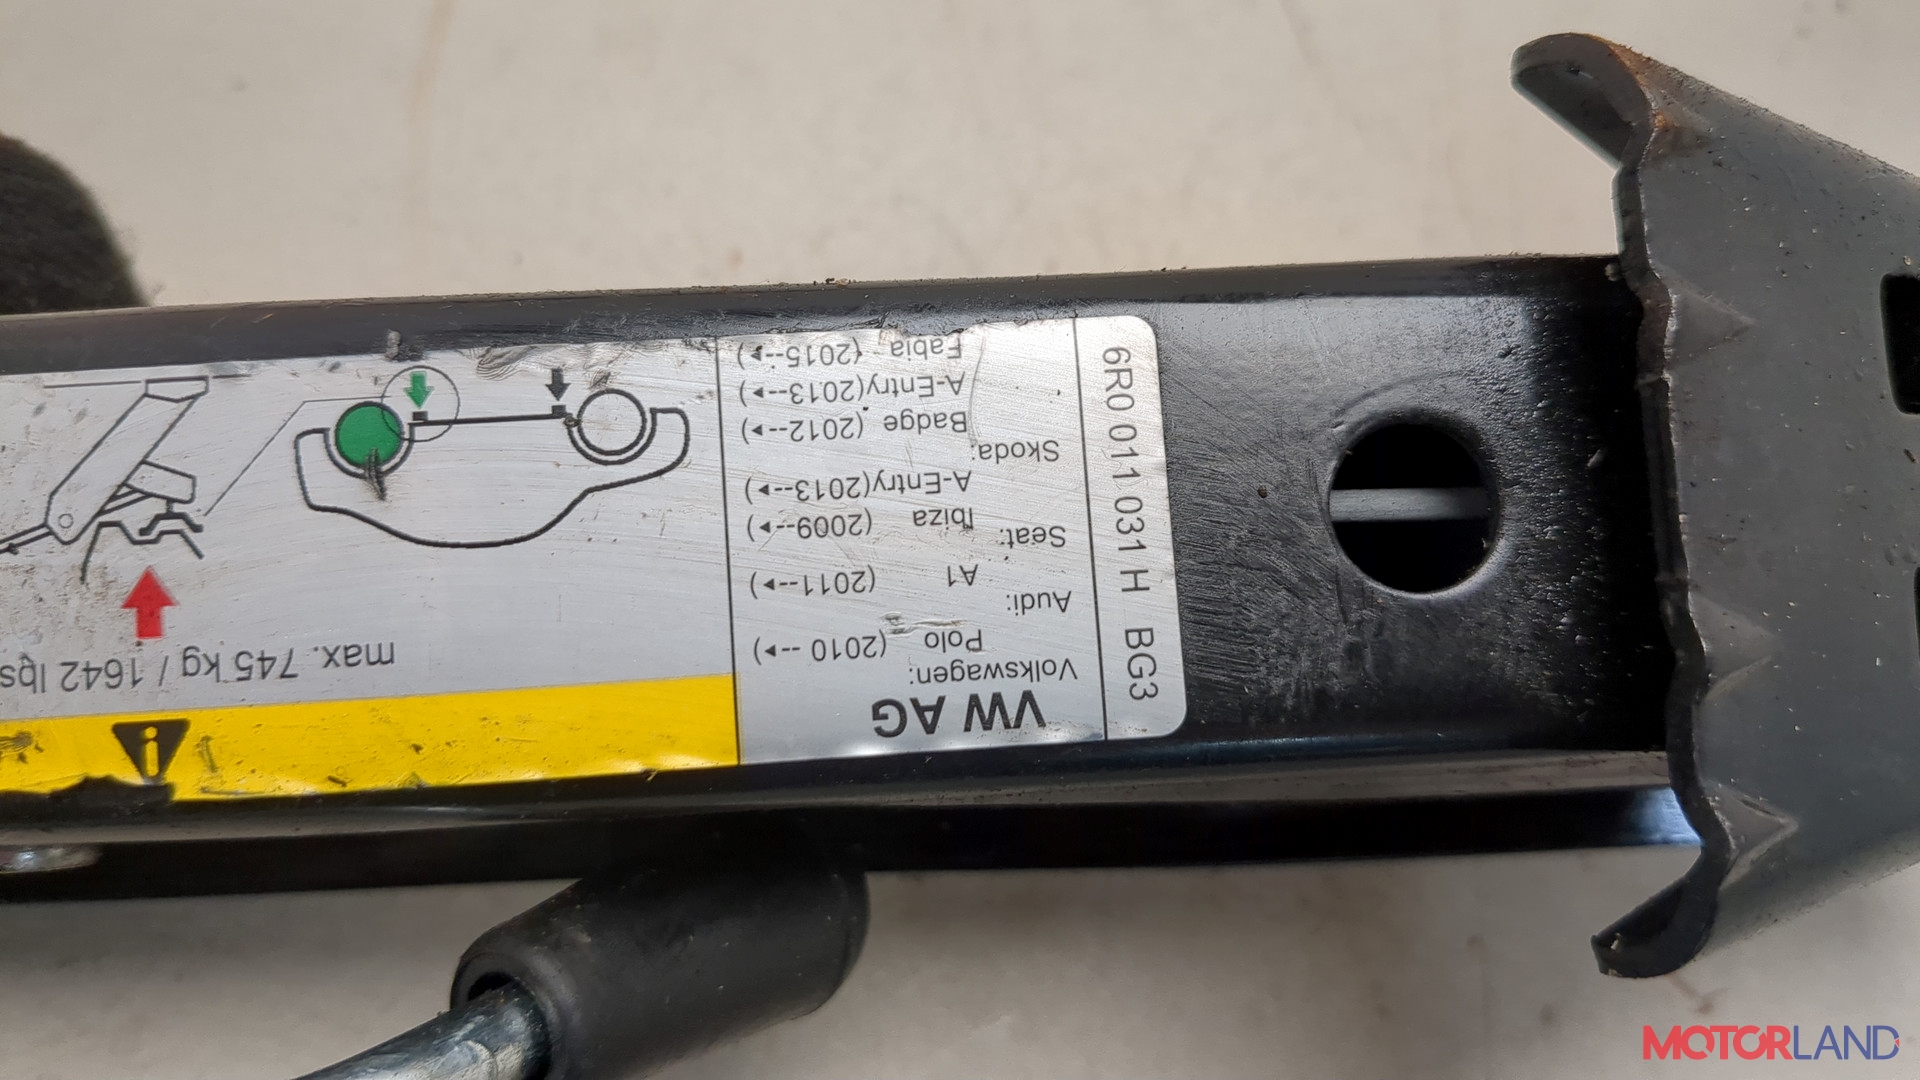 max. 745 kg / 1642 lbs
VW AG
Volkswagen:
Polo (2010 --►)
Audi:
A1 (2011--►)
Seat:
Ibiza (2009--►)
A-Entry(2013--►)
Skoda:
Badge (2012--►)
A-Entry(2013--►)
Fabia (2015--►)
6R0 011 031 H BG3
MOTORLAND